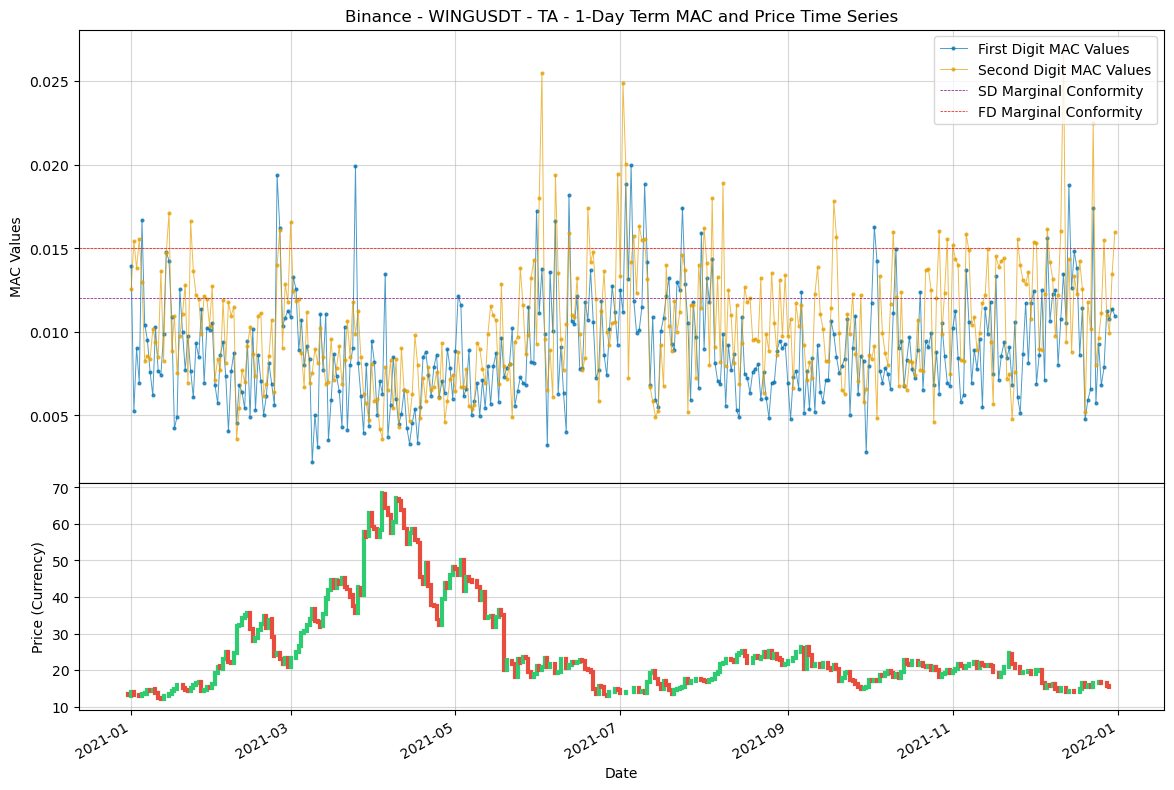 Binance - WINGUSDT - TA - 1-Day Term MAC and Price Time Series
First Digit MAC Values
Second Digit MAC Values
SD Marginal Conformity
FD Marginal Conformity
MAC Values
0.025
0.020
0.015
0.010
0.005
Price (Currency)
70
60
50
40
30
20
10
2021-01
2021-03
2021-05
2021-07
2021-09
2021-11
2022-01
Date